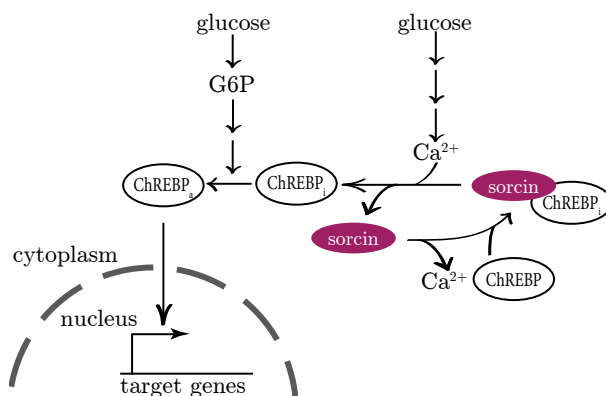 glucose
glucose
G6P
Ca²⁺
ChREBPₐ
ChREBPᵢ
sorcin
ChREBPᵢ
sorcin
cytoplasm
Ca²⁺
ChREBP
nucleus
target genes